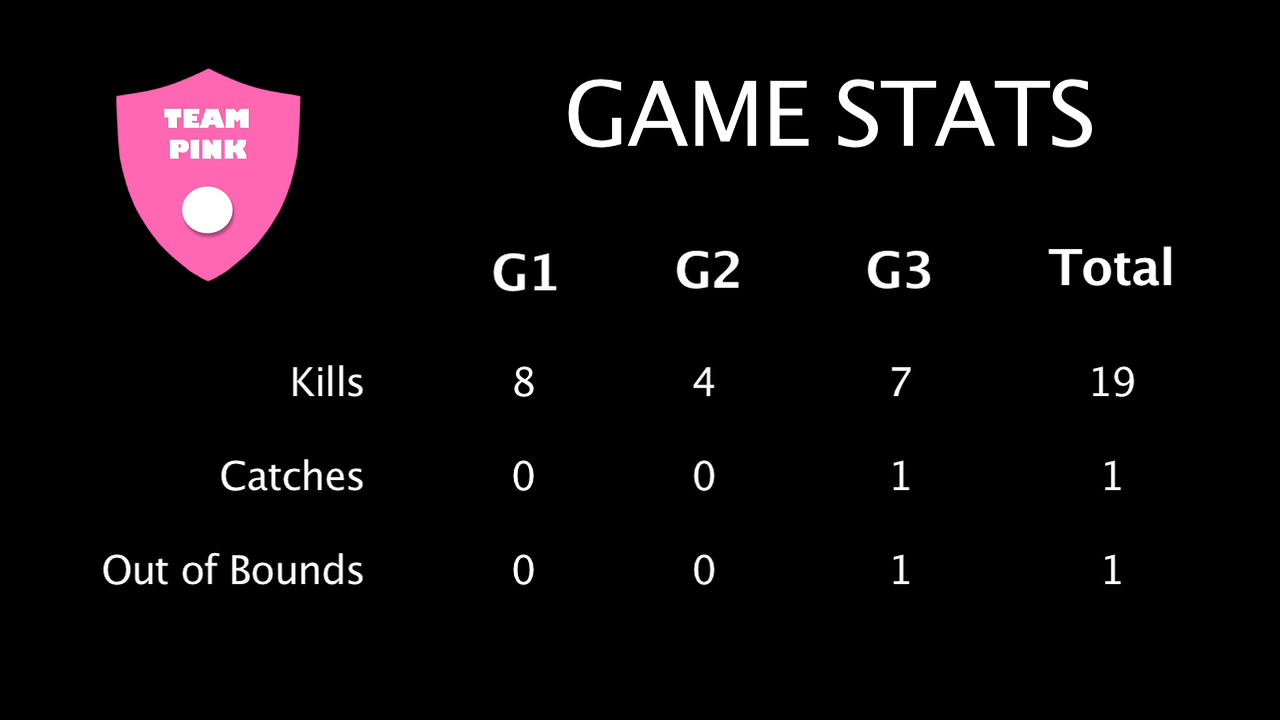 TEAM
PINK
GAME STATS
G1 G2 G3 Total
Kills 8 4 7 19
Catches 0 0 1 1
Out of Bounds 0 0 1 1